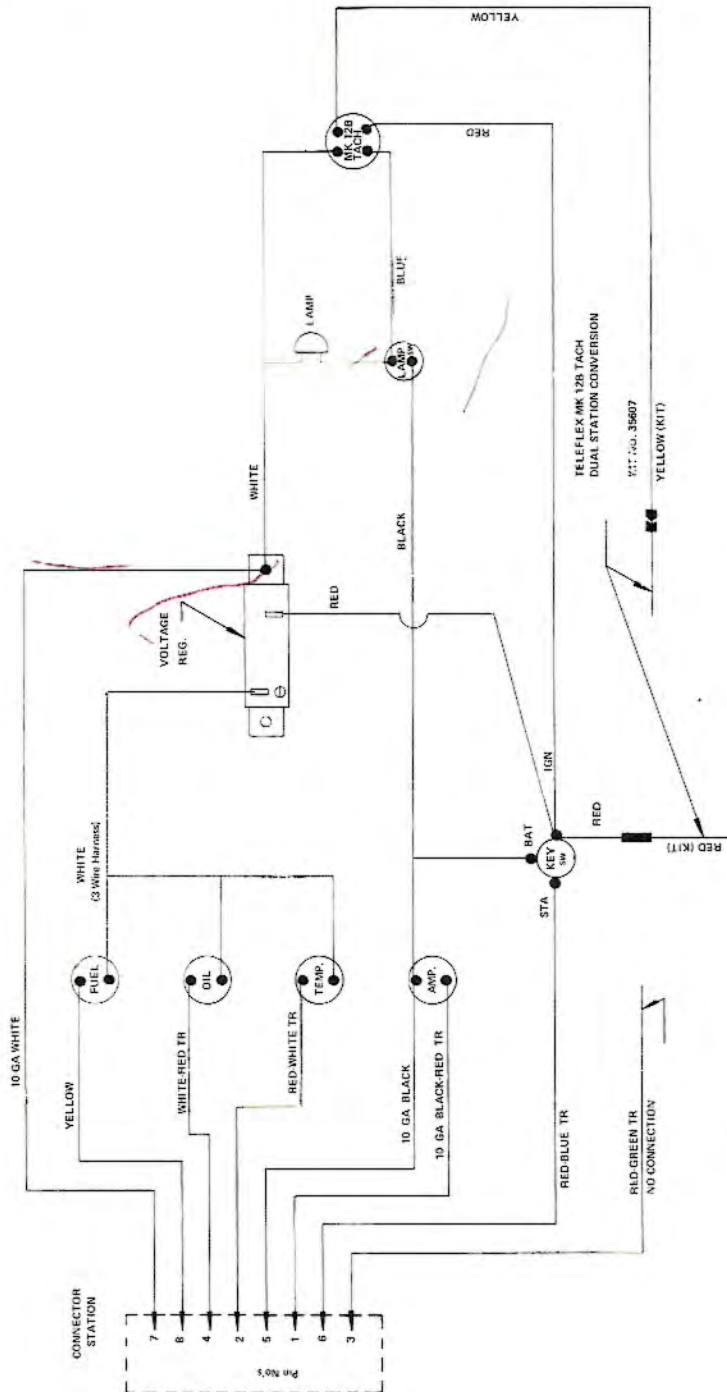 CONNECTOR
STATION
Pin No's
7
8
4
2
5
1
6
3
10 GA WHITE
YELLOW
WHITE-RED TR
RED-WHITE TR
10 GA BLACK
10 GA BLACK-RED TR
RED-BLUE TR
RED-GREEN TR
NO CONNECTION
FUEL
OIL
TEMP.
AMP.
WHITE
(3 Wire Harness)
VOLTAGE
REG.
STA
BAT
KEY
SW
IGN
RED
RED (KIT)
RED
WHITE
BLACK
LAMP
LAMP
SW
BLUE
MK 12B
TACH
RED
YELLOW
TELEFLEX MK 12B TACH
DUAL STATION CONVERSION
KIT NO. 35607
YELLOW (KIT)